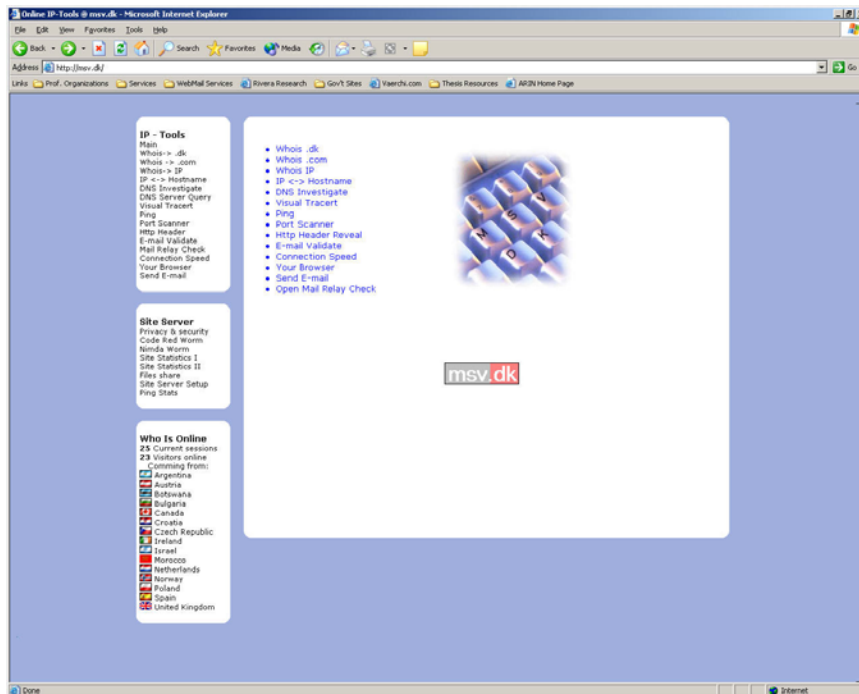 Online IP-Tools @ msv.dk - Microsoft Internet Explorer
File Edit View Favorites Tools Help
Back Search Favorites Media
Address http://msv.dk/ Go
Links Prof. Organizations Services WebMail Services Rivera Research Gov't Sites Vaerchi.com Thesis Resources ARIN Home Page
IP - Tools
Main
Whois-> .dk
Whois -> .com
Whois-> IP
IP <-> Hostname
DNS Investigate
DNS Server Query
Visual Tracert
Ping
Port Scanner
Http Header
E-mail Validate
Mail Relay Check
Connection Speed
Your Browser
Send E-mail
Site Server
Privacy & security
Code Red Worm
Nimda Worm
Site Statistics I
Site Statistics II
Files share
Site Server Setup
Ping Stats
Who Is Online
25 Current sessions
23 Visitors online
Comming from:
Argentina
Austria
Botswana
Bulgaria
Canada
Croatia
Czech Republic
Ireland
Israel
Morocco
Netherlands
Norway
Poland
Spain
United Kingdom
Whois .dk
Whois .com
Whois IP
IP <-> Hostname
DNS Investigate
Visual Tracert
Ping
Port Scanner
Http Header Reveal
E-mail Validate
Connection Speed
Your Browser
Send E-mail
Open Mail Relay Check
M S V
D K
msv.dk
Done Internet